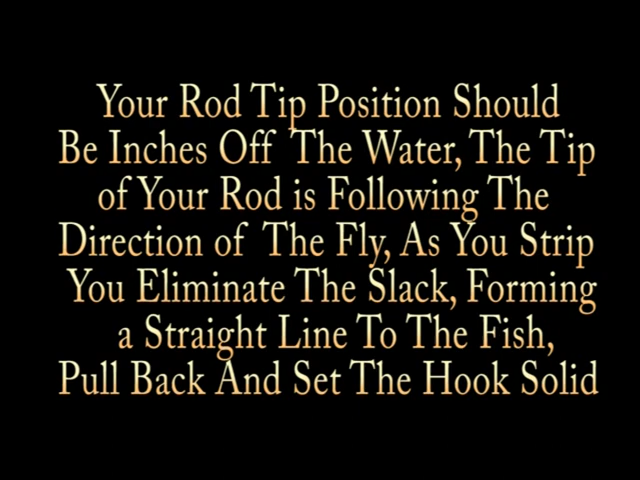 Your Rod Tip Position Should
Be Inches Off The Water, The Tip
of Your Rod is Following The
Direction of The Fly, As You Strip
You Eliminate The Slack, Forming
a Straight Line To The Fish,
Pull Back And Set The Hook Solid